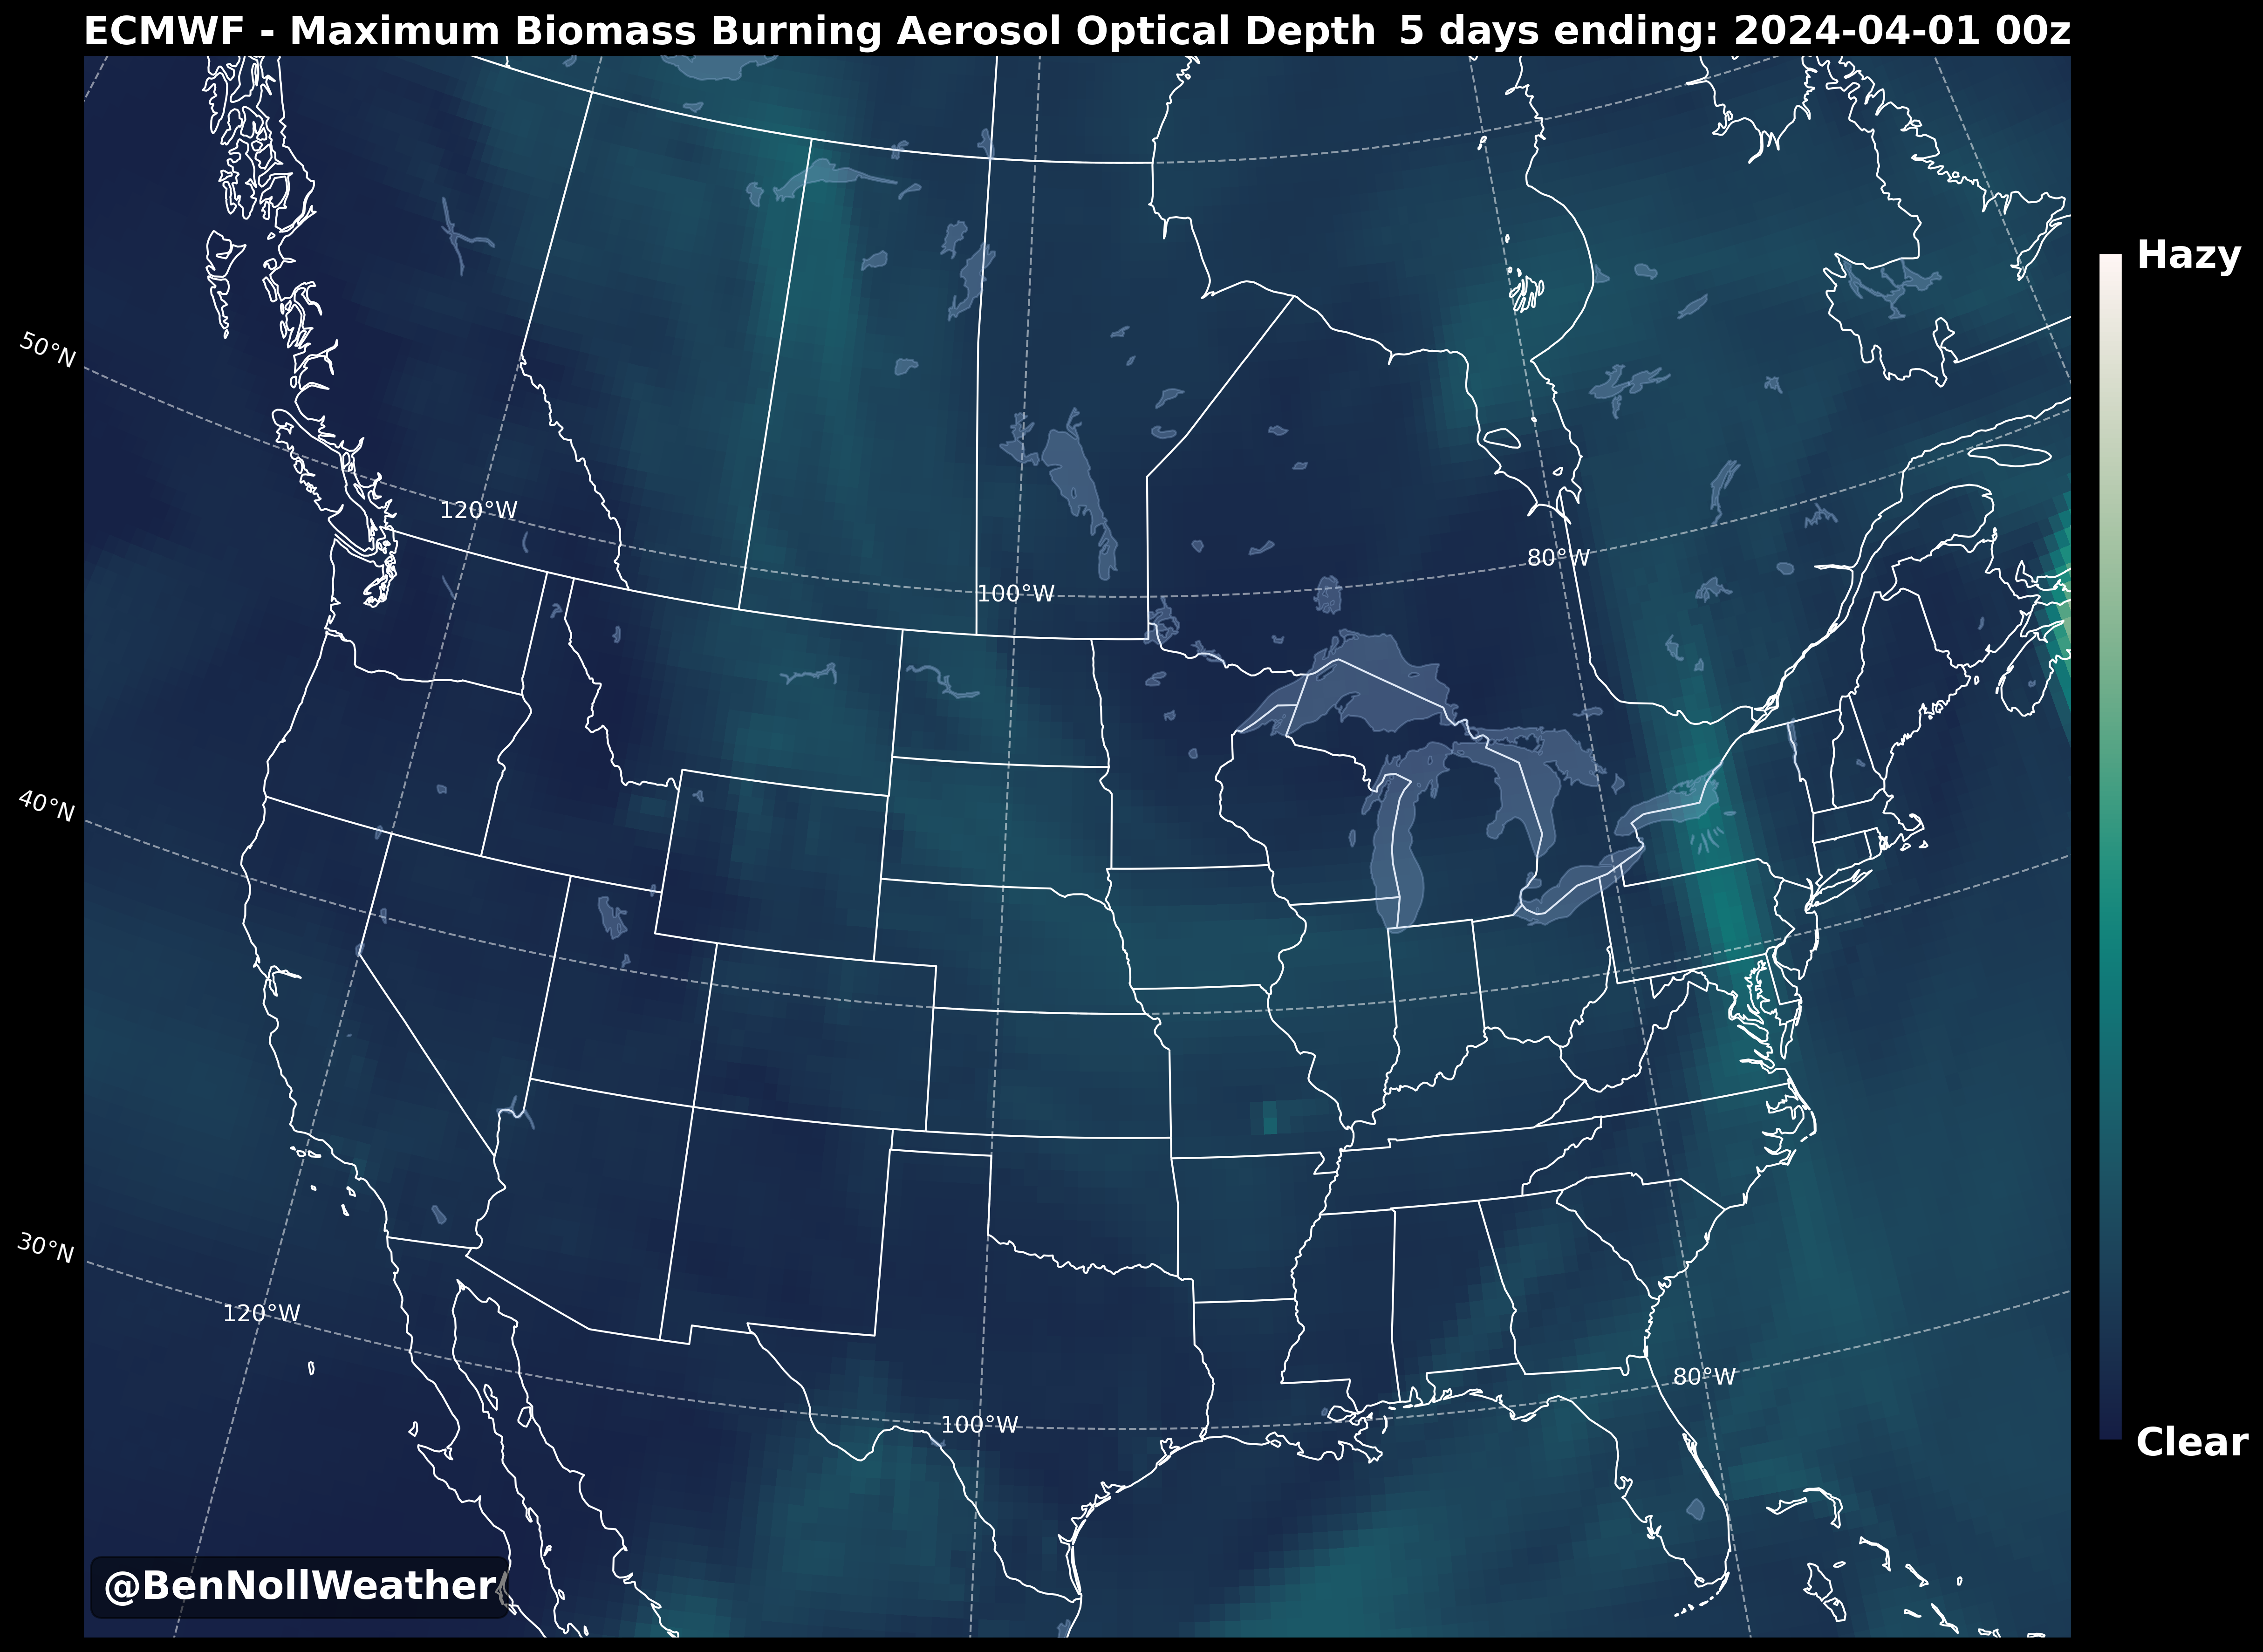 ECMWF - Maximum Biomass Burning Aerosol Optical Depth 5 days ending: 2024-04-01 00z
Hazy
50°N
120°W
80°W
100°W
40°N
30°N
120°W
80°W
100°W
Clear
@BenNollWeather